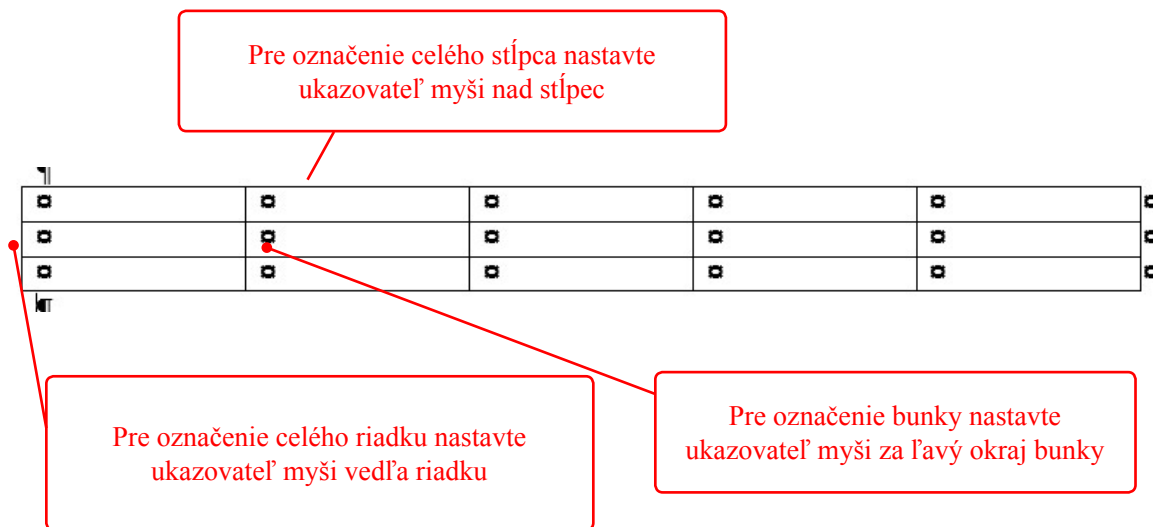 Pre označenie celého stĺpca nastavte
ukazovateľ myši nad stĺpec
¶
¤ ¤ ¤ ¤ ¤ ¤
¤ ¤ ¤ ¤ ¤ ¤
¤ ¤ ¤ ¤ ¤ ¤
¶
Pre označenie celého riadku nastavte
ukazovateľ myši vedľa riadku
Pre označenie bunky nastavte
ukazovateľ myši za ľavý okraj bunky